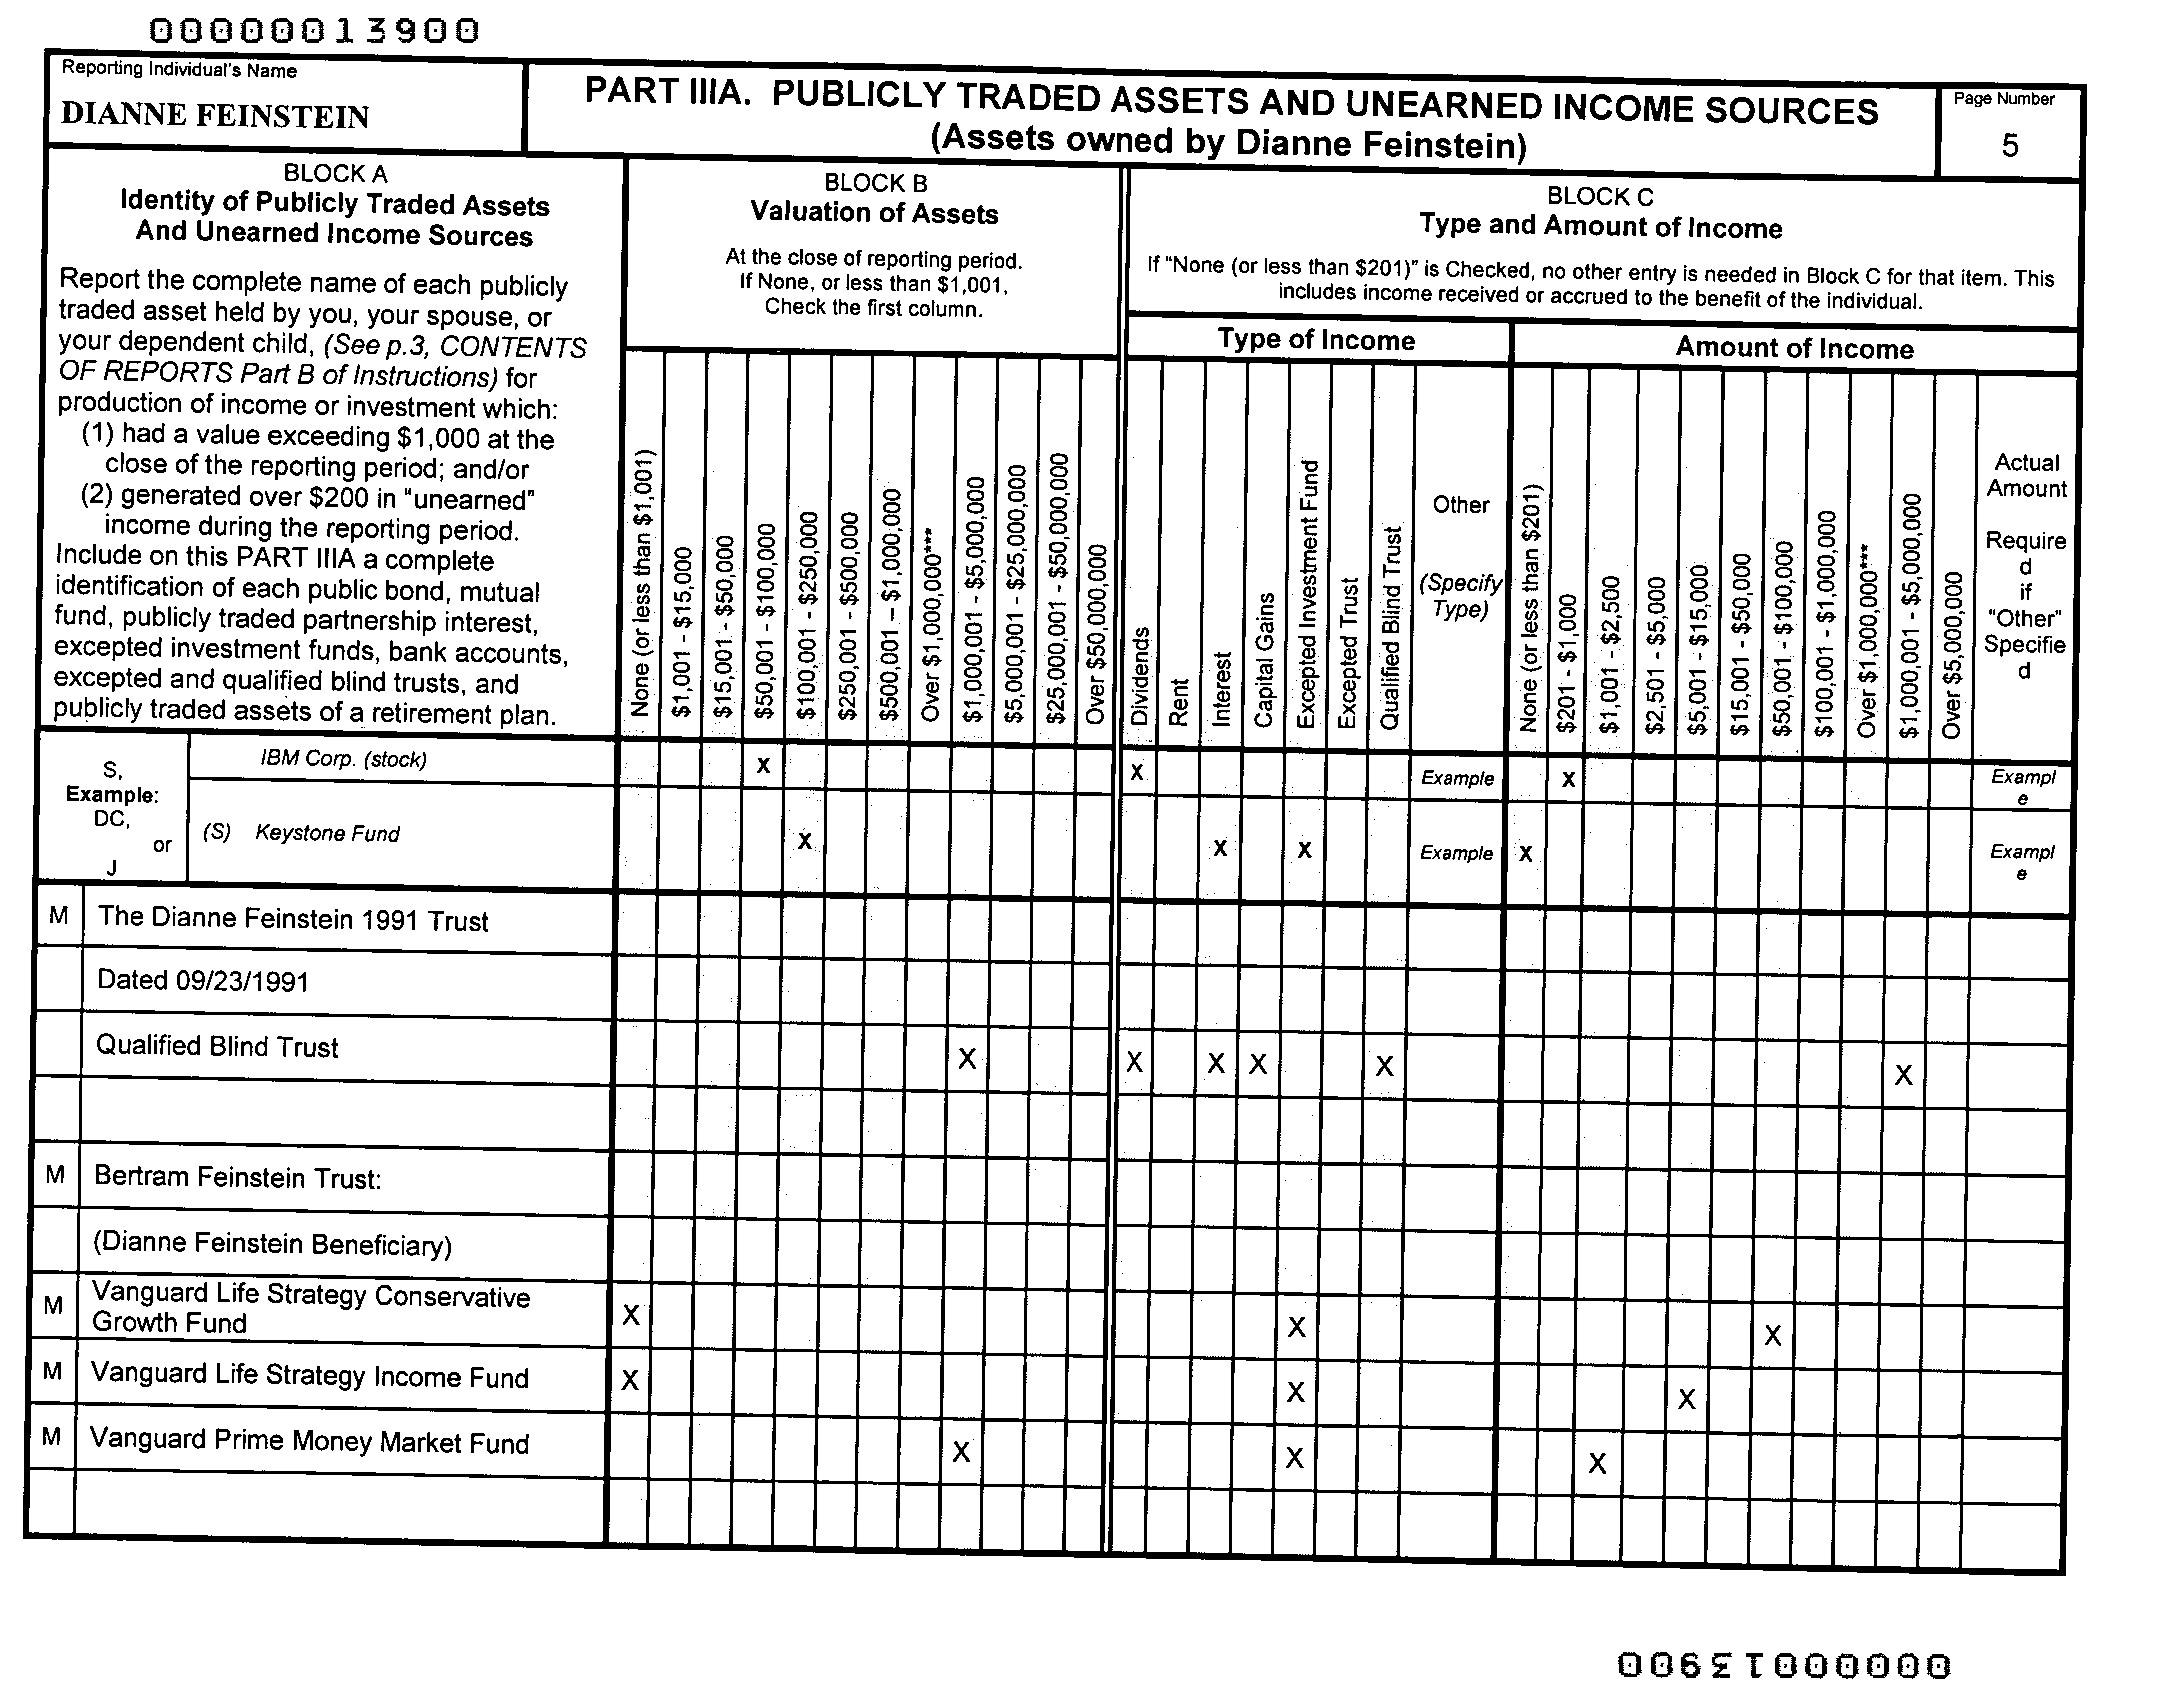 00000013900
Reporting Individual's Name
DIANNE FEINSTEIN
PART IIIA. PUBLICLY TRADED ASSETS AND UNEARNED INCOME SOURCES
(Assets owned by Dianne Feinstein)
Page Number
5
BLOCK A
Identity of Publicly Traded Assets
And Unearned Income Sources
Report the complete name of each publicly
traded asset held by you, your spouse, or
your dependent child, (See p.3, CONTENTS
OF REPORTS Part B of Instructions) for
production of income or investment which:
(1) had a value exceeding $1,000 at the
close of the reporting period; and/or
(2) generated over $200 in "unearned"
income during the reporting period.
Include on this PART IIIA a complete
identification of each public bond, mutual
fund, publicly traded partnership interest,
excepted investment funds, bank accounts,
excepted and qualified blind trusts, and
publicly traded assets of a retirement plan.
BLOCK B
Valuation of Assets
At the close of reporting period.
If None, or less than $1,001,
Check the first column.
None (or less than $1,001)
$1,001 - $15,000
$15,001 - $50,000
$50,001 - $100,000
$100,001 - $250,000
$250,001 - $500,000
$500,001 - $1,000,000
Over $1,000,000***
$1,000,001 - $5,000,000
$5,000,001 - $25,000,000
$25,000,001 - $50,000,000
Over $50,000,000
BLOCK C
Type and Amount of Income
If "None (or less than $201)" is Checked, no other entry is needed in Block C for that item. This
includes income received or accrued to the benefit of the individual.
Type of Income
Dividends
Rent
Interest
Capital Gains
Excepted Investment Fund
Excepted Trust
Qualified Blind Trust
Other
(Specify
Type)
Amount of Income
None (or less than $201)
$201 - $1,000
$1,001 - $2,500
$2,501 - $5,000
$5,001 - $15,000
$15,001 - $50,000
$50,001 - $100,000
$100,001 - $1,000,000
Over $1,000,000***
$1,000,001 - $5,000,000
Over $5,000,000
Actual
Amount
Require
d
if
"Other"
Specifie
d
S,
Example:
DC,
or
J
IBM Corp. (stock) X X Example X Exampl
e
(S) Keystone Fund X X X Example X Exampl
e
M The Dianne Feinstein 1991 Trust
Dated 09/23/1991
Qualified Blind Trust X X X X X X
M Bertram Feinstein Trust:
(Dianne Feinstein Beneficiary)
M Vanguard Life Strategy Conservative
Growth Fund X X X
M Vanguard Life Strategy Income Fund X X X
M Vanguard Prime Money Market Fund X X X
00000013900